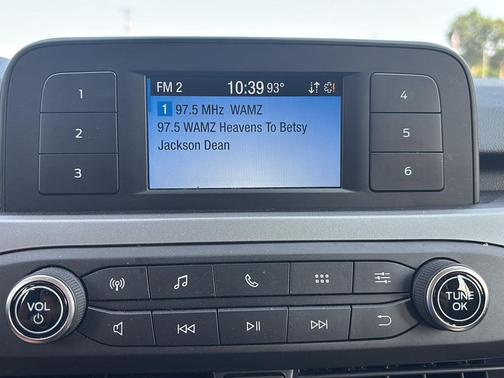 FM 2 10:39 93°
1 97.5 MHz WAMZ
97.5 WAMZ Heavens To Betsy
Jackson Dean
1
2
3
4
5
6
VOL
TUNE
OK